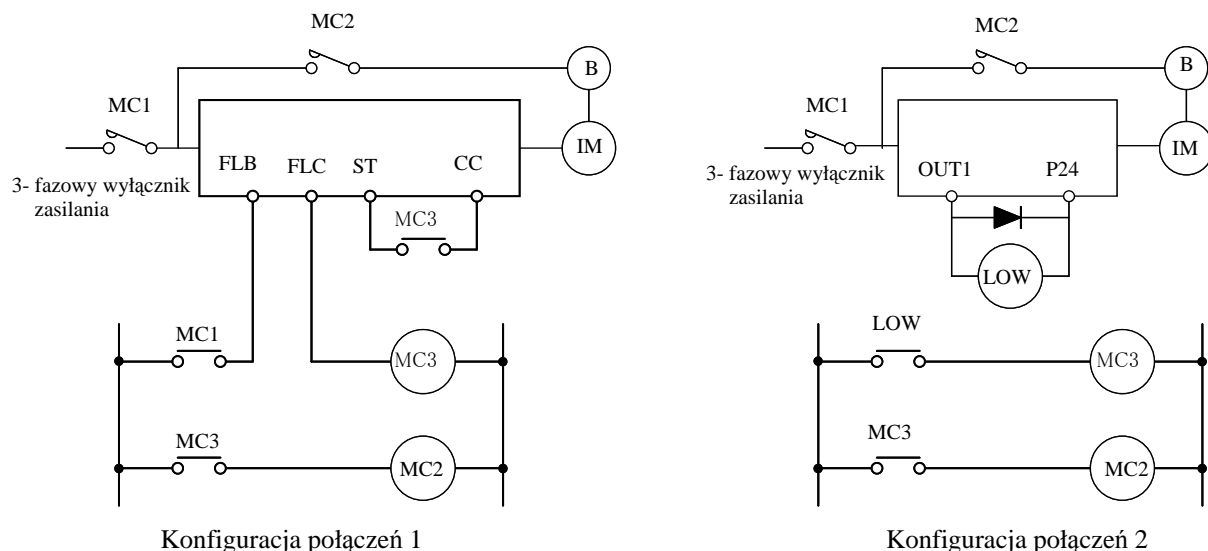 MC2
B
MC1
IM
FLB FLC ST CC
3- fazowy wyłącznik
zasilania
MC3
MC1
MC3
MC3
MC2
Konfiguracja połączeń 1
MC2
B
MC1
IM
OUT1 P24
3- fazowy wyłącznik
zasilania
LOW
LOW
MC3
MC3
MC2
Konfiguracja połączeń 2